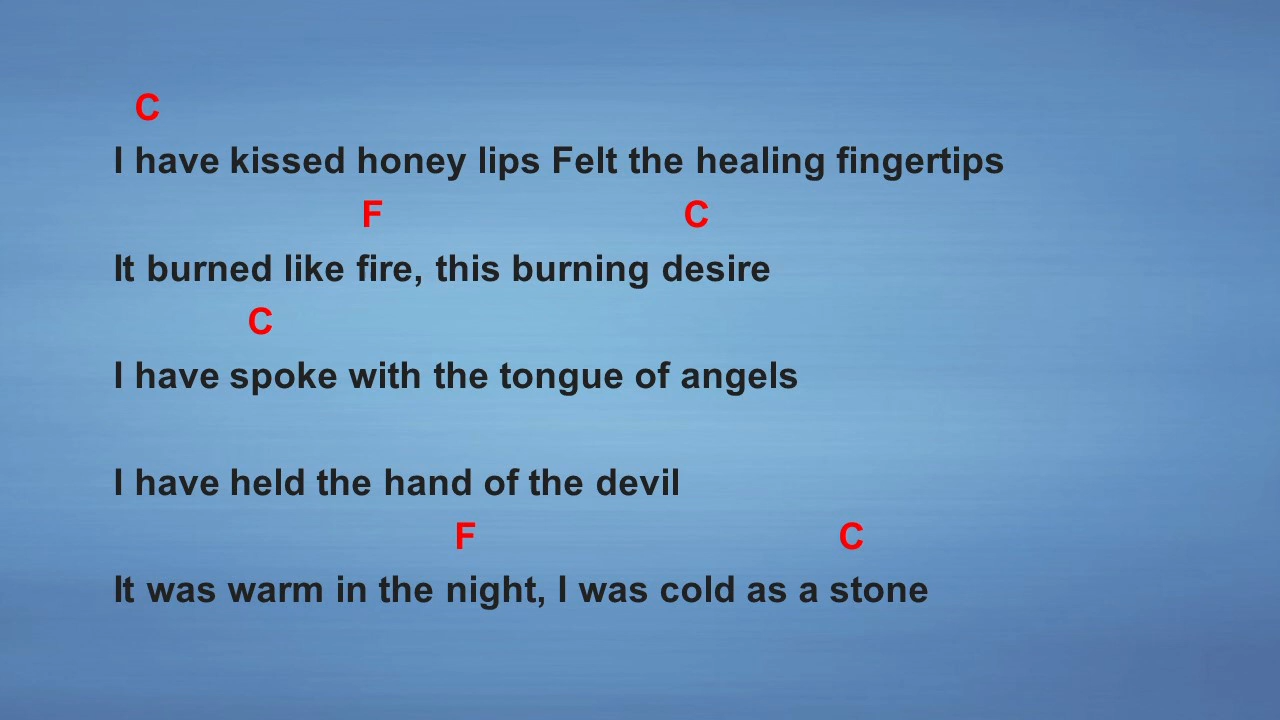 C
I have kissed honey lips Felt the healing fingertips
F C
It burned like fire, this burning desire
C
I have spoke with the tongue of angels
I have held the hand of the devil
F C
It was warm in the night, I was cold as a stone